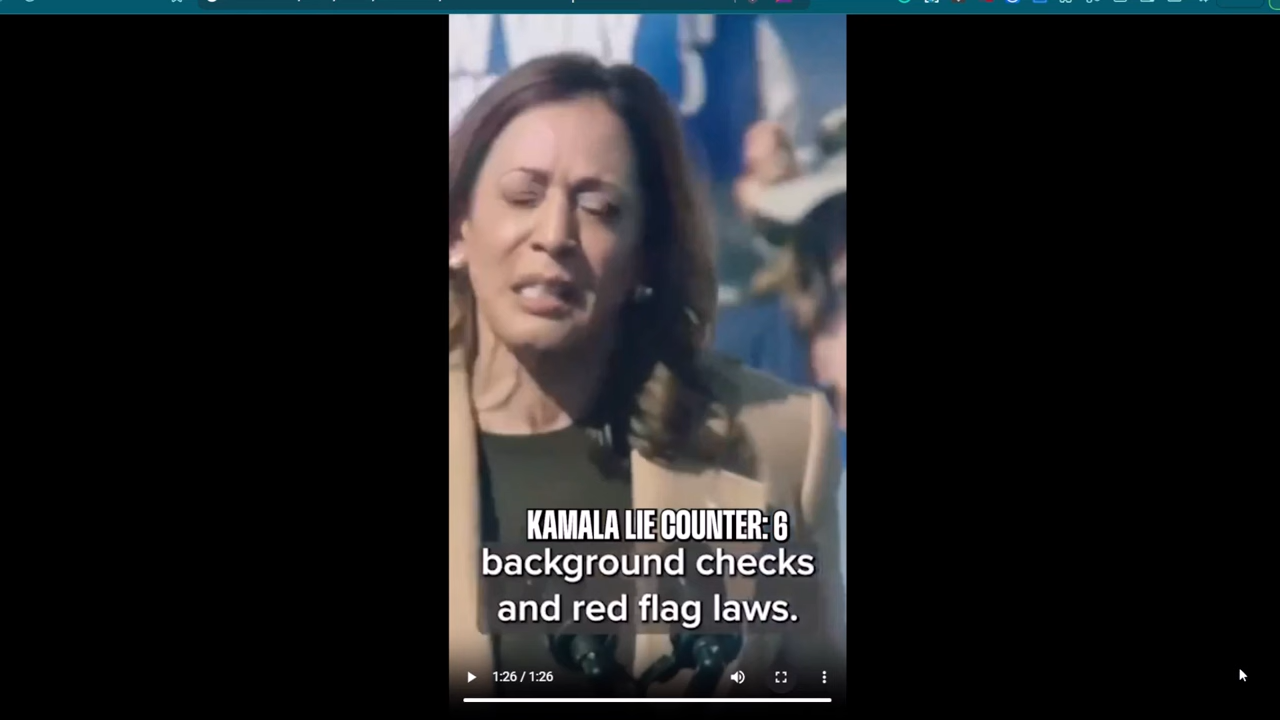 KAMALA LIE COUNTER: 6
background checks
and red flag laws.
1:26 / 1:26